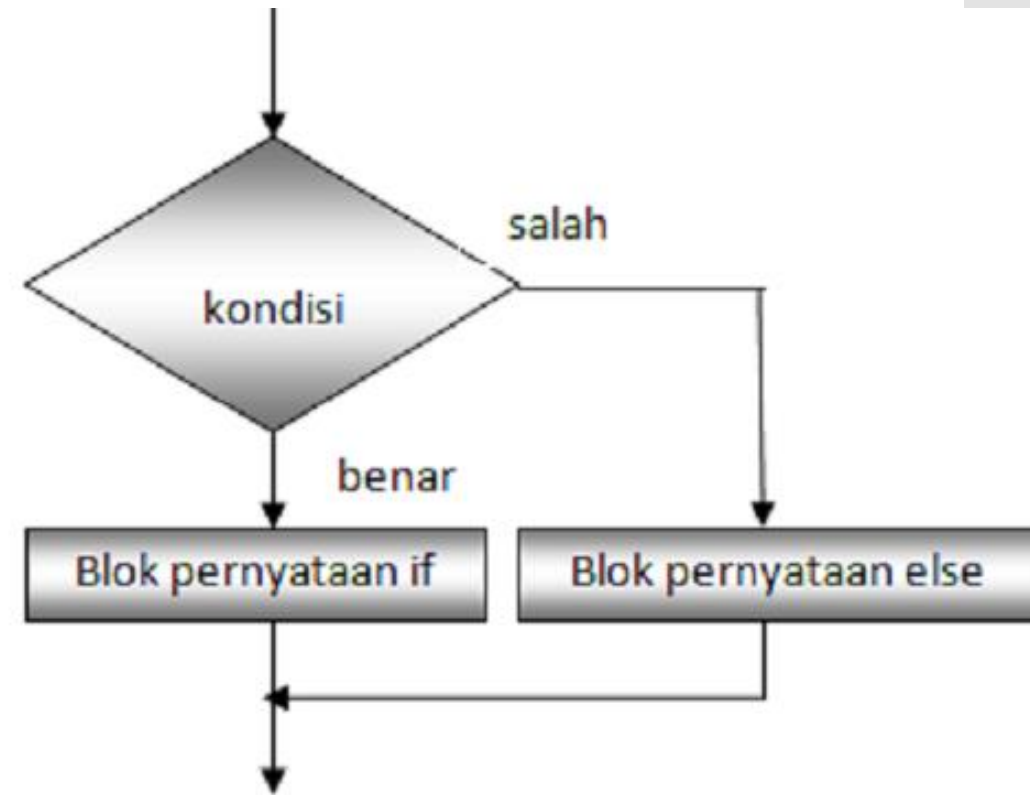 salah
kondisi
benar
Blok pernyataan if
Blok pernyataan else